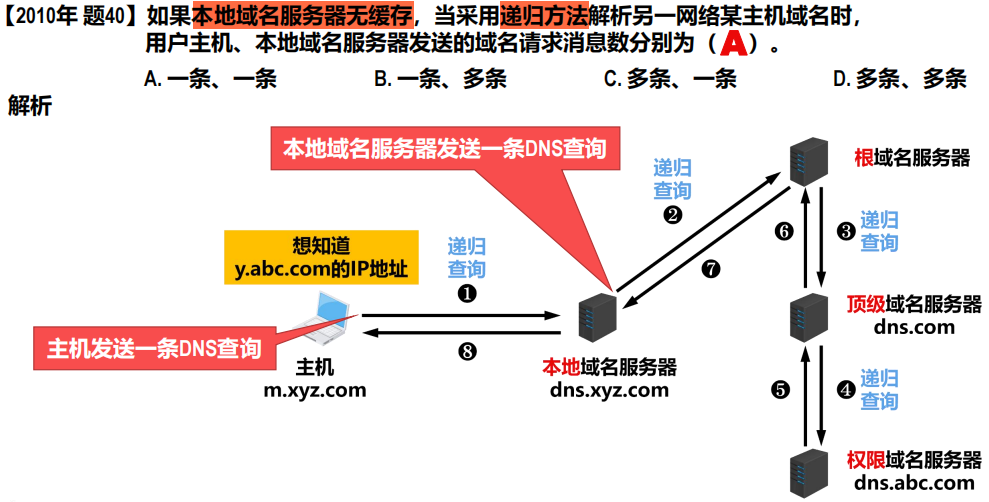 【2010年 题40】如果本地域名服务器无缓存，当采用递归方法解析另一网络某主机域名时，
用户主机、本地域名服务器发送的域名请求消息数分别为（A）。
A. 一条、一条 B. 一条、多条 C. 多条、一条 D. 多条、多条
解析
本地域名服务器发送一条DNS查询
递归
查询
❷
根域名服务器
想知道
y.abc.com的IP地址
递归
查询
❶
❻
❸
递归
查询
❼
主机发送一条DNS查询
❽
顶级域名服务器
dns.com
主机
m.xyz.com
本地域名服务器
dns.xyz.com
❺
❹
递归
查询
权限域名服务器
dns.abc.com